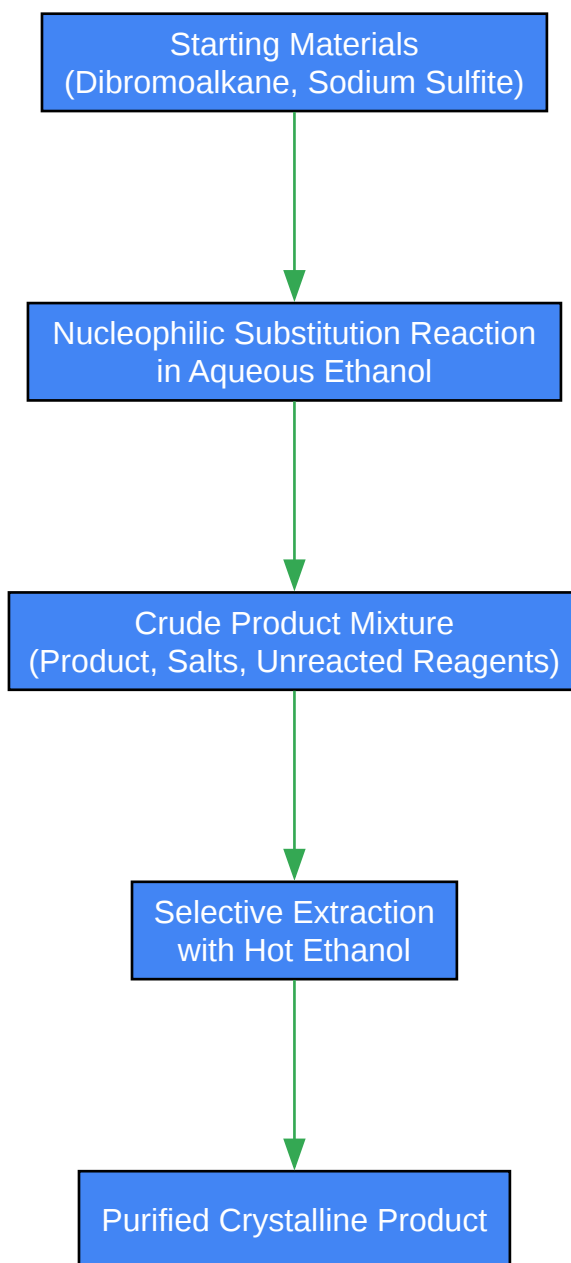 Starting Materials
(Dibromoalkane, Sodium Sulfite)
Nucleophilic Substitution Reaction
in Aqueous Ethanol
Crude Product Mixture
(Product, Salts, Unreacted Reagents)
Selective Extraction
with Hot Ethanol
Purified Crystalline Product